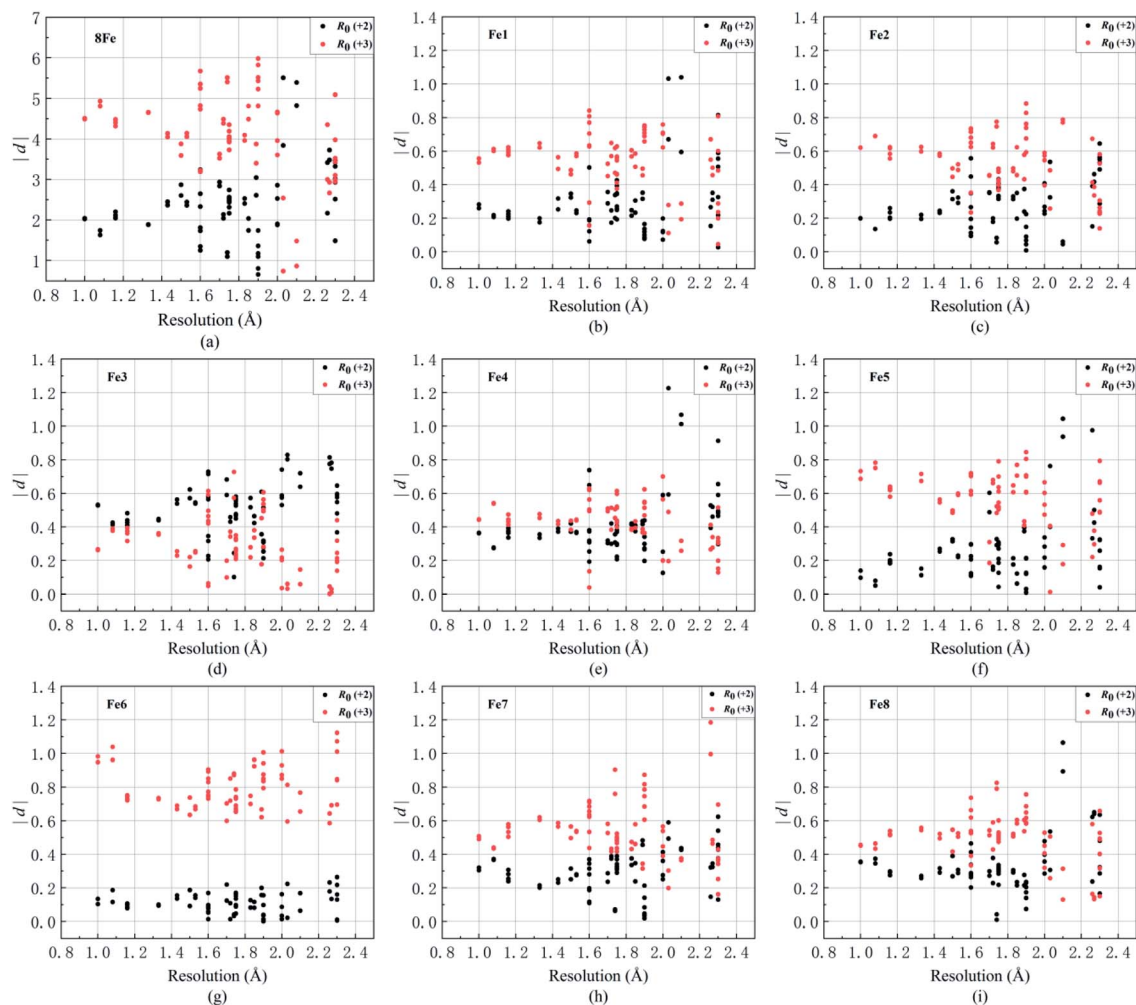 8Fe
R0 (+2)
R0 (+3)
| d |
7
6
5
4
3
2
1
0.8 1.0 1.2 1.4 1.6 1.8 2.0 2.2 2.4
Resolution (Å)
(a)
Fe1
R0 (+2)
R0 (+3)
| d |
1.4
1.2
1.0
0.8
0.6
0.4
0.2
0.0
0.8 1.0 1.2 1.4 1.6 1.8 2.0 2.2 2.4
Resolution (Å)
(b)
Fe2
R0 (+2)
R0 (+3)
| d |
1.4
1.2
1.0
0.8
0.6
0.4
0.2
0.0
0.8 1.0 1.2 1.4 1.6 1.8 2.0 2.2 2.4
Resolution (Å)
(c)
Fe3
R0 (+2)
R0 (+3)
| d |
1.4
1.2
1.0
0.8
0.6
0.4
0.2
0.0
0.8 1.0 1.2 1.4 1.6 1.8 2.0 2.2 2.4
Resolution (Å)
(d)
Fe4
R0 (+2)
R0 (+3)
| d |
1.4
1.2
1.0
0.8
0.6
0.4
0.2
0.0
0.8 1.0 1.2 1.4 1.6 1.8 2.0 2.2 2.4
Resolution (Å)
(e)
Fe5
R0 (+2)
R0 (+3)
| d |
1.4
1.2
1.0
0.8
0.6
0.4
0.2
0.0
0.8 1.0 1.2 1.4 1.6 1.8 2.0 2.2 2.4
Resolution (Å)
(f)
Fe6
R0 (+2)
R0 (+3)
| d |
1.4
1.2
1.0
0.8
0.6
0.4
0.2
0.0
0.8 1.0 1.2 1.4 1.6 1.8 2.0 2.2 2.4
Resolution (Å)
(g)
Fe7
R0 (+2)
R0 (+3)
| d |
1.4
1.2
1.0
0.8
0.6
0.4
0.2
0.0
0.8 1.0 1.2 1.4 1.6 1.8 2.0 2.2 2.4
Resolution (Å)
(h)
Fe8
R0 (+2)
R0 (+3)
| d |
1.4
1.2
1.0
0.8
0.6
0.4
0.2
0.0
0.8 1.0 1.2 1.4 1.6 1.8 2.0 2.2 2.4
Resolution (Å)
(i)